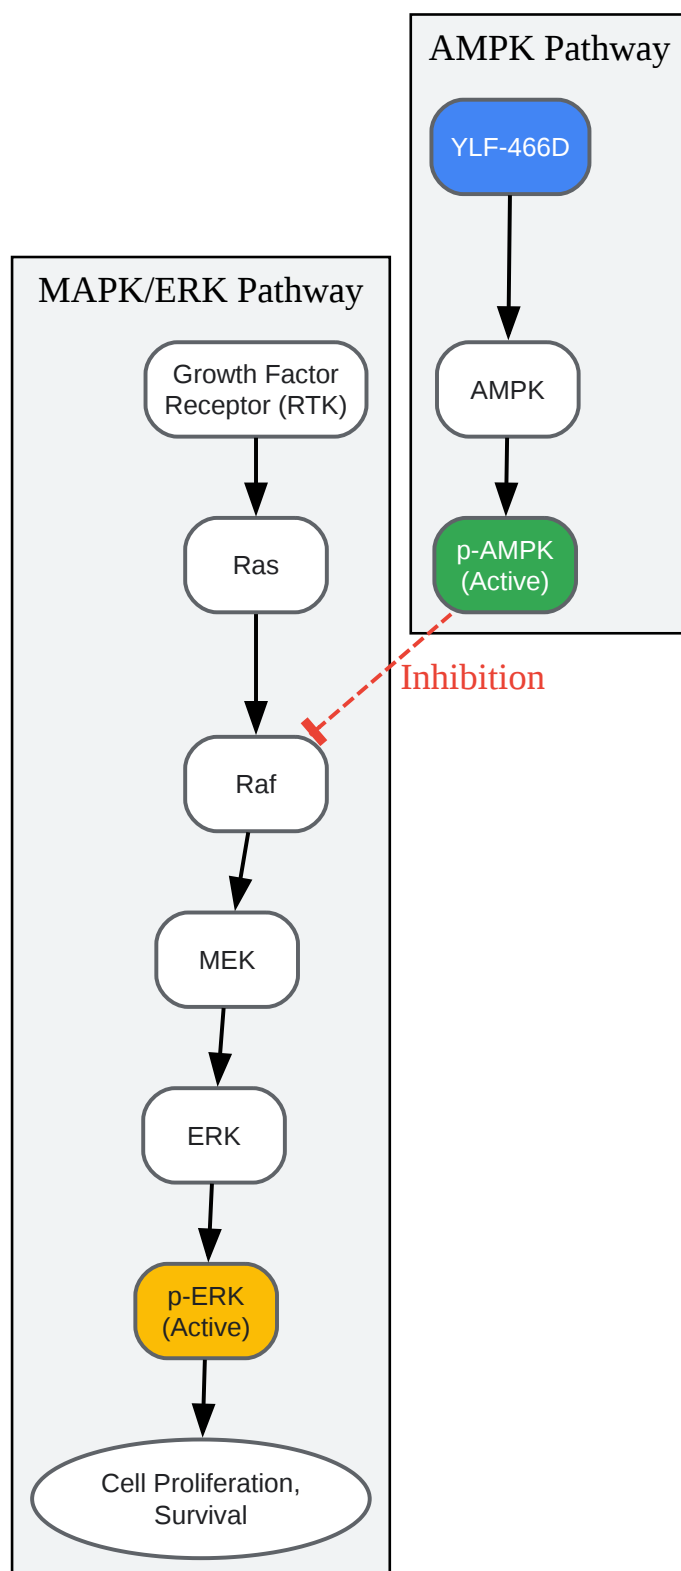 AMPK Pathway
YLF-466D
AMPK
p-AMPK
(Active)
Inhibition
MAPK/ERK Pathway
Growth Factor
Receptor (RTK)
Ras
Raf
MEK
ERK
p-ERK
(Active)
Cell Proliferation,
Survival